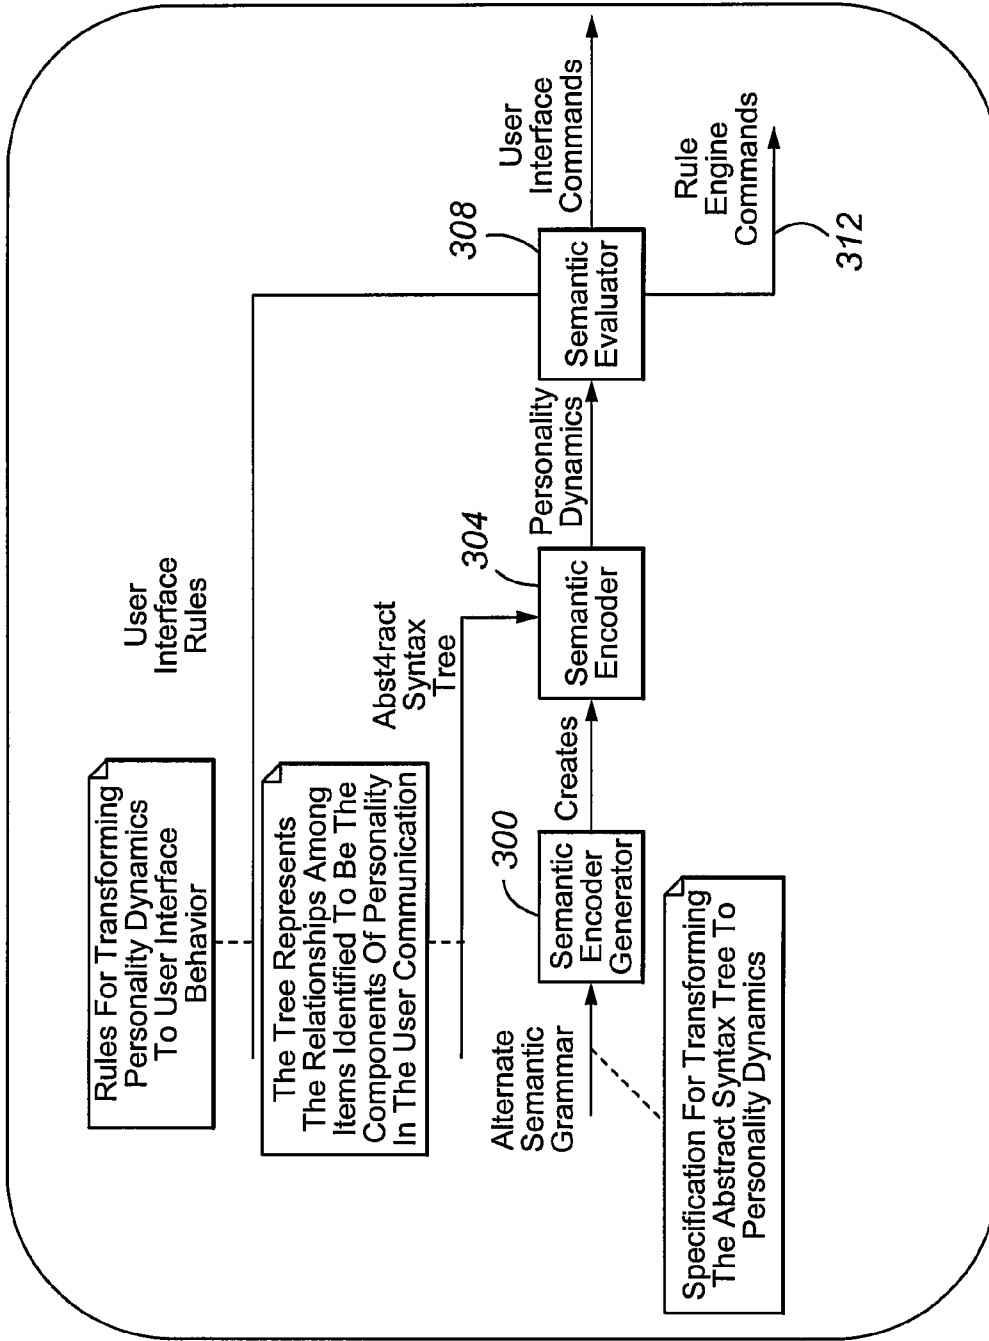 Rules For Transforming
Personality Dynamics
To User Interface
Behavior
User
Interface
Rules
The Tree Represents
The Relationships Among
Items Identified To Be The
Components Of Personality
In The User Communication
Abst4ract
Syntax
Tree
Alternate
Semantic
Grammar
300
Semantic
Encoder
Generator
Creates
304
Semantic
Encoder
Personality
Dynamics
308
Semantic
Evaluator
User
Interface
Commands
Rule
Engine
Commands
312
Specification For Transforming
The Abstract Syntax Tree To
Personality Dynamics